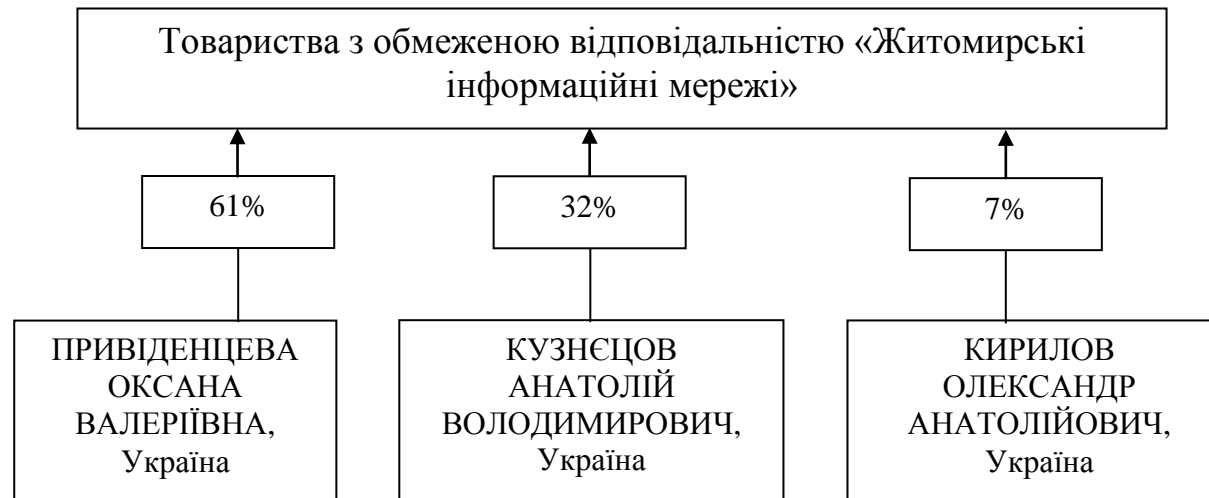 Товариства з обмеженою відповідальністю «Житомирські
інформаційні мережі»
61%
32%
7%
ПРИВІДЕНЦЕВА
ОКСАНА
ВАЛЕРІЇВНА,
Україна
КУЗНЄЦОВ
АНАТОЛІЙ
ВОЛОДИМИРОВИЧ,
Україна
КИРИЛОВ
ОЛЕКСАНДР
АНАТОЛІЙОВИЧ,
Україна